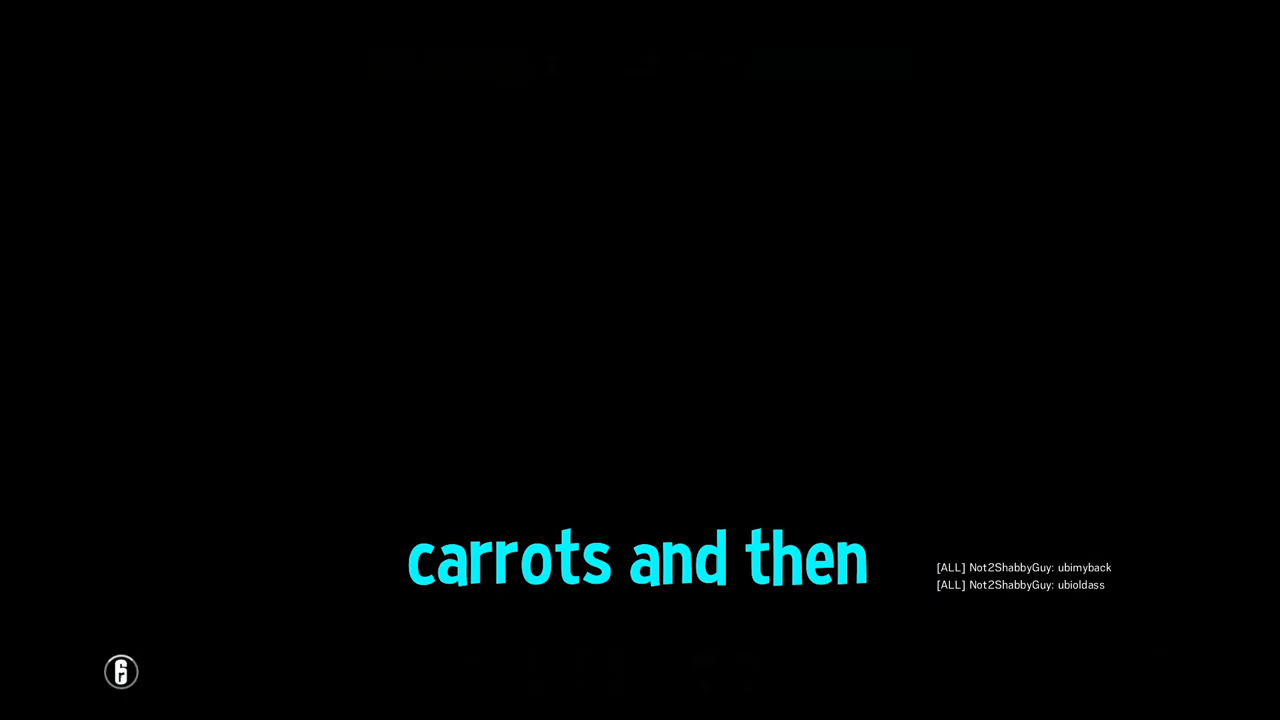 carrots and then
[ALL] Not2ShabbyGuy: ubimyback
[ALL] Not2ShabbyGuy: ubioldass